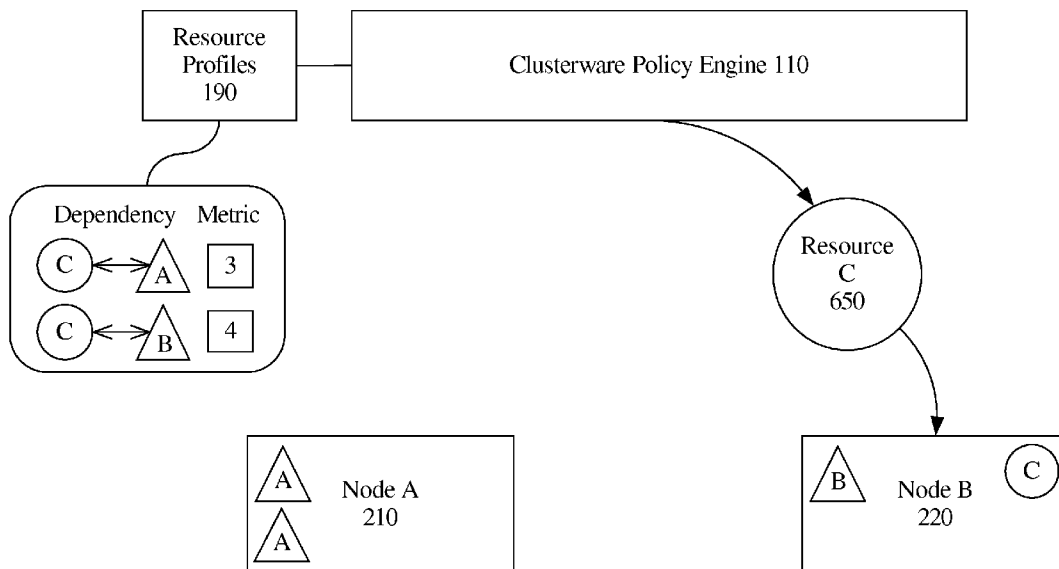 Resource
Profiles
190
Clusterware Policy Engine 110
Dependency Metric
C A 3
C B 4
Resource
C
650
A
A
Node A
210
B
Node B
220
C